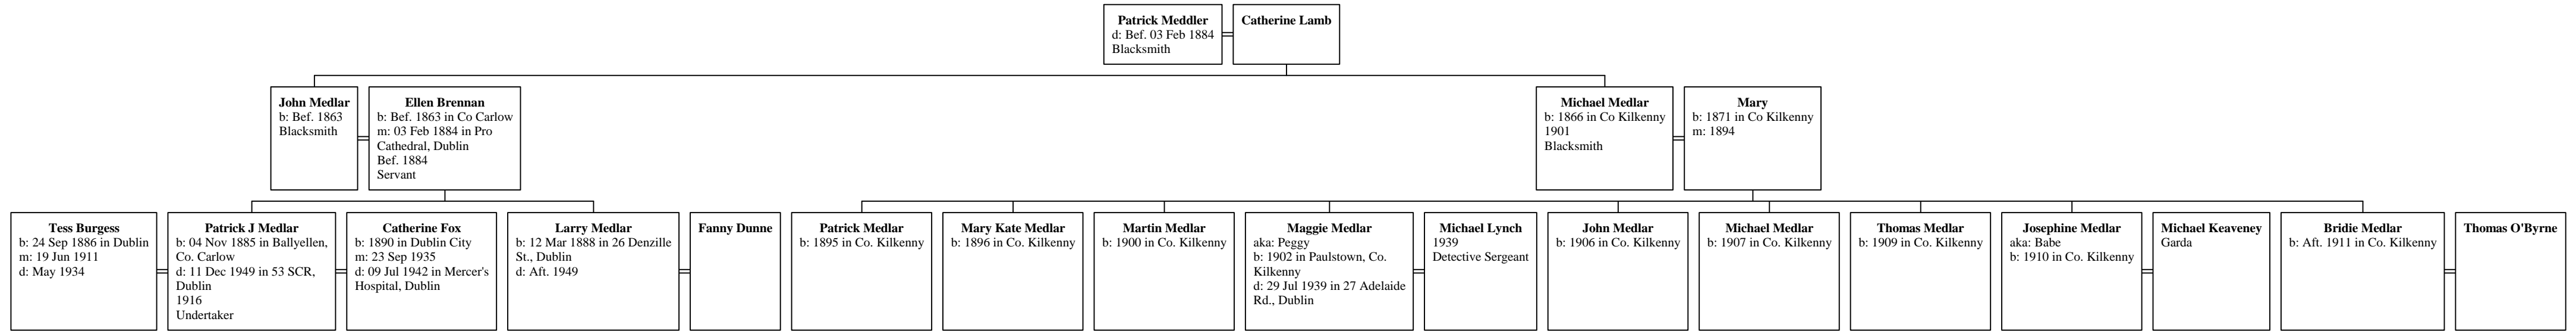 Patrick Meddler
d: Bef. 03 Feb 1884
Blacksmith
Catherine Lamb
John Medlar
b: Bef. 1863
Blacksmith
Ellen Brennan
b: Bef. 1863 in Co Carlow
m: 03 Feb 1884 in Pro
Cathedral, Dublin
Bef. 1884
Servant
Michael Medlar
b: 1866 in Co Kilkenny
1901
Blacksmith
Mary
b: 1871 in Co Kilkenny
m: 1894
Tess Burgess
b: 24 Sep 1886 in Dublin
m: 19 Jun 1911
d: May 1934
Patrick J Medlar
b: 04 Nov 1885 in Ballyellen,
Co. Carlow
d: 11 Dec 1949 in 53 SCR,
Dublin
1916
Undertaker
Catherine Fox
b: 1890 in Dublin City
m: 23 Sep 1935
d: 09 Jul 1942 in Mercer's
Hospital, Dublin
Larry Medlar
b: 12 Mar 1888 in 26 Denzille
St., Dublin
d: Aft. 1949
Fanny Dunne
Patrick Medlar
b: 1895 in Co. Kilkenny
Mary Kate Medlar
b: 1896 in Co. Kilkenny
Martin Medlar
b: 1900 in Co. Kilkenny
Maggie Medlar
aka: Peggy
b: 1902 in Paulstown, Co.
Kilkenny
d: 29 Jul 1939 in 27 Adelaide
Rd., Dublin
Michael Lynch
1939
Detective Sergeant
John Medlar
b: 1906 in Co. Kilkenny
Michael Medlar
b: 1907 in Co. Kilkenny
Thomas Medlar
b: 1909 in Co. Kilkenny
Josephine Medlar
aka: Babe
b: 1910 in Co. Kilkenny
Michael Keaveney
Garda
Bridie Medlar
b: Aft. 1911 in Co. Kilkenny
Thomas O'Byrne